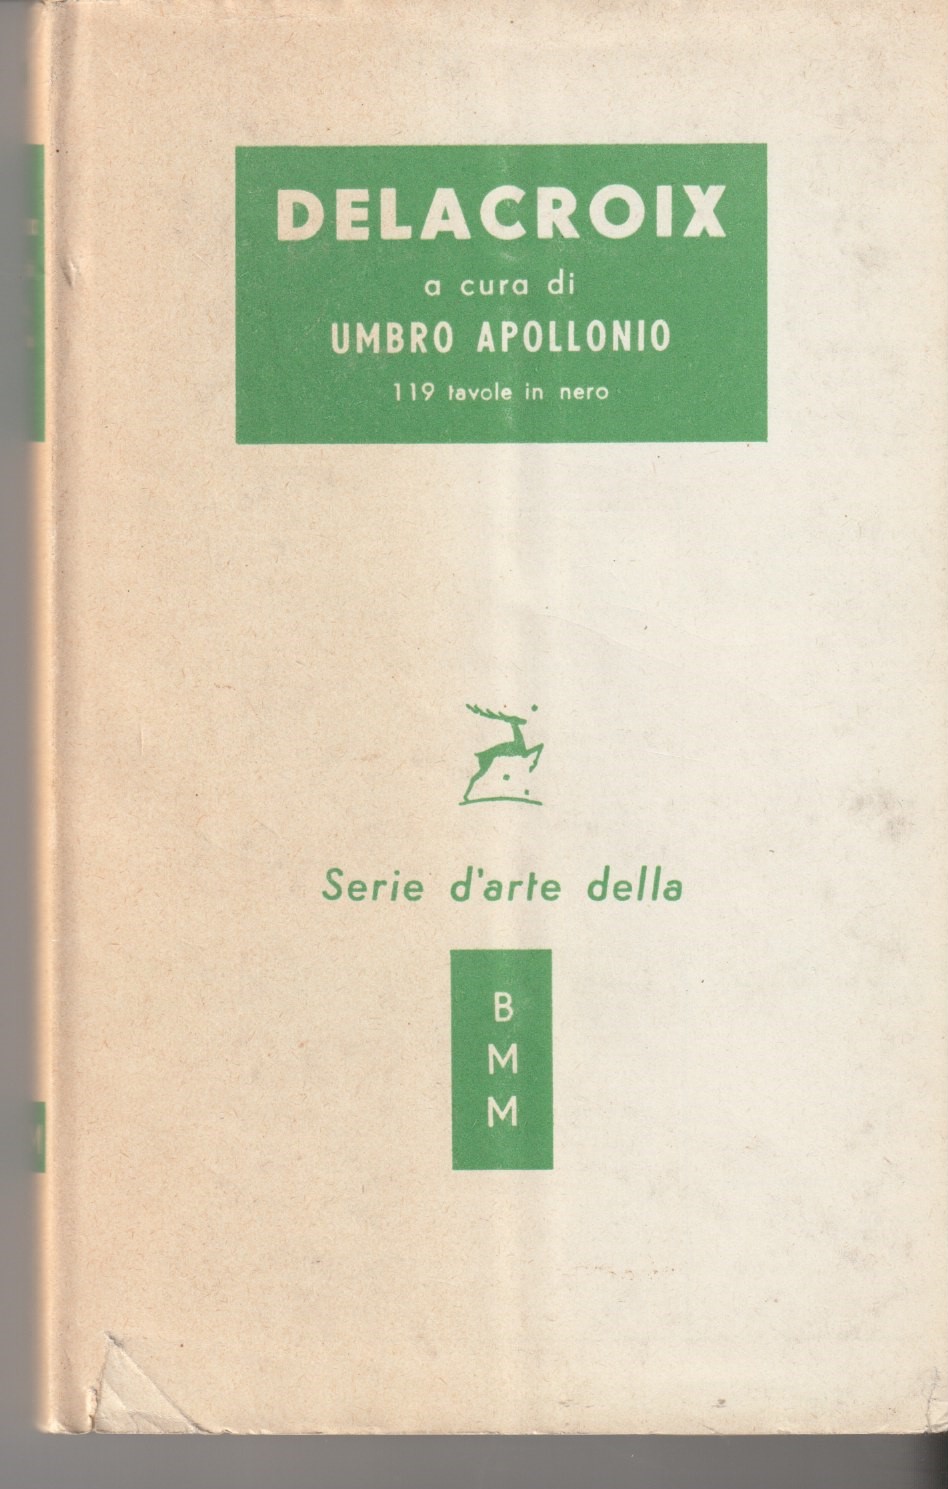 DELACROIX
a cura di
UMBRO APOLLONIO
119 tavole in nero
Serie d'arte della
B
M
M